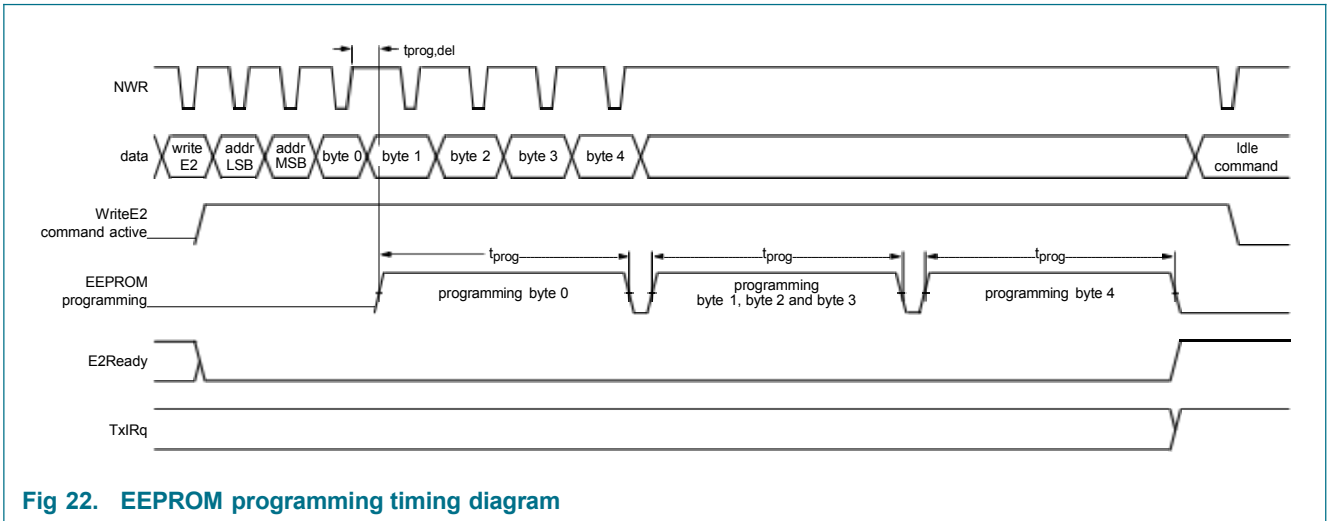 tprog,del
NWR
data
write E2
addr LSB
addr MSB
byte 0
byte 1
byte 2
byte 3
byte 4
Idle command
WriteE2
command active
tprog
tprog
tprog
EEPROM
programming
programming byte 0
programming
byte 1, byte 2 and byte 3
programming byte 4
E2Ready
TxIRq
Fig 22. EEPROM programming timing diagram